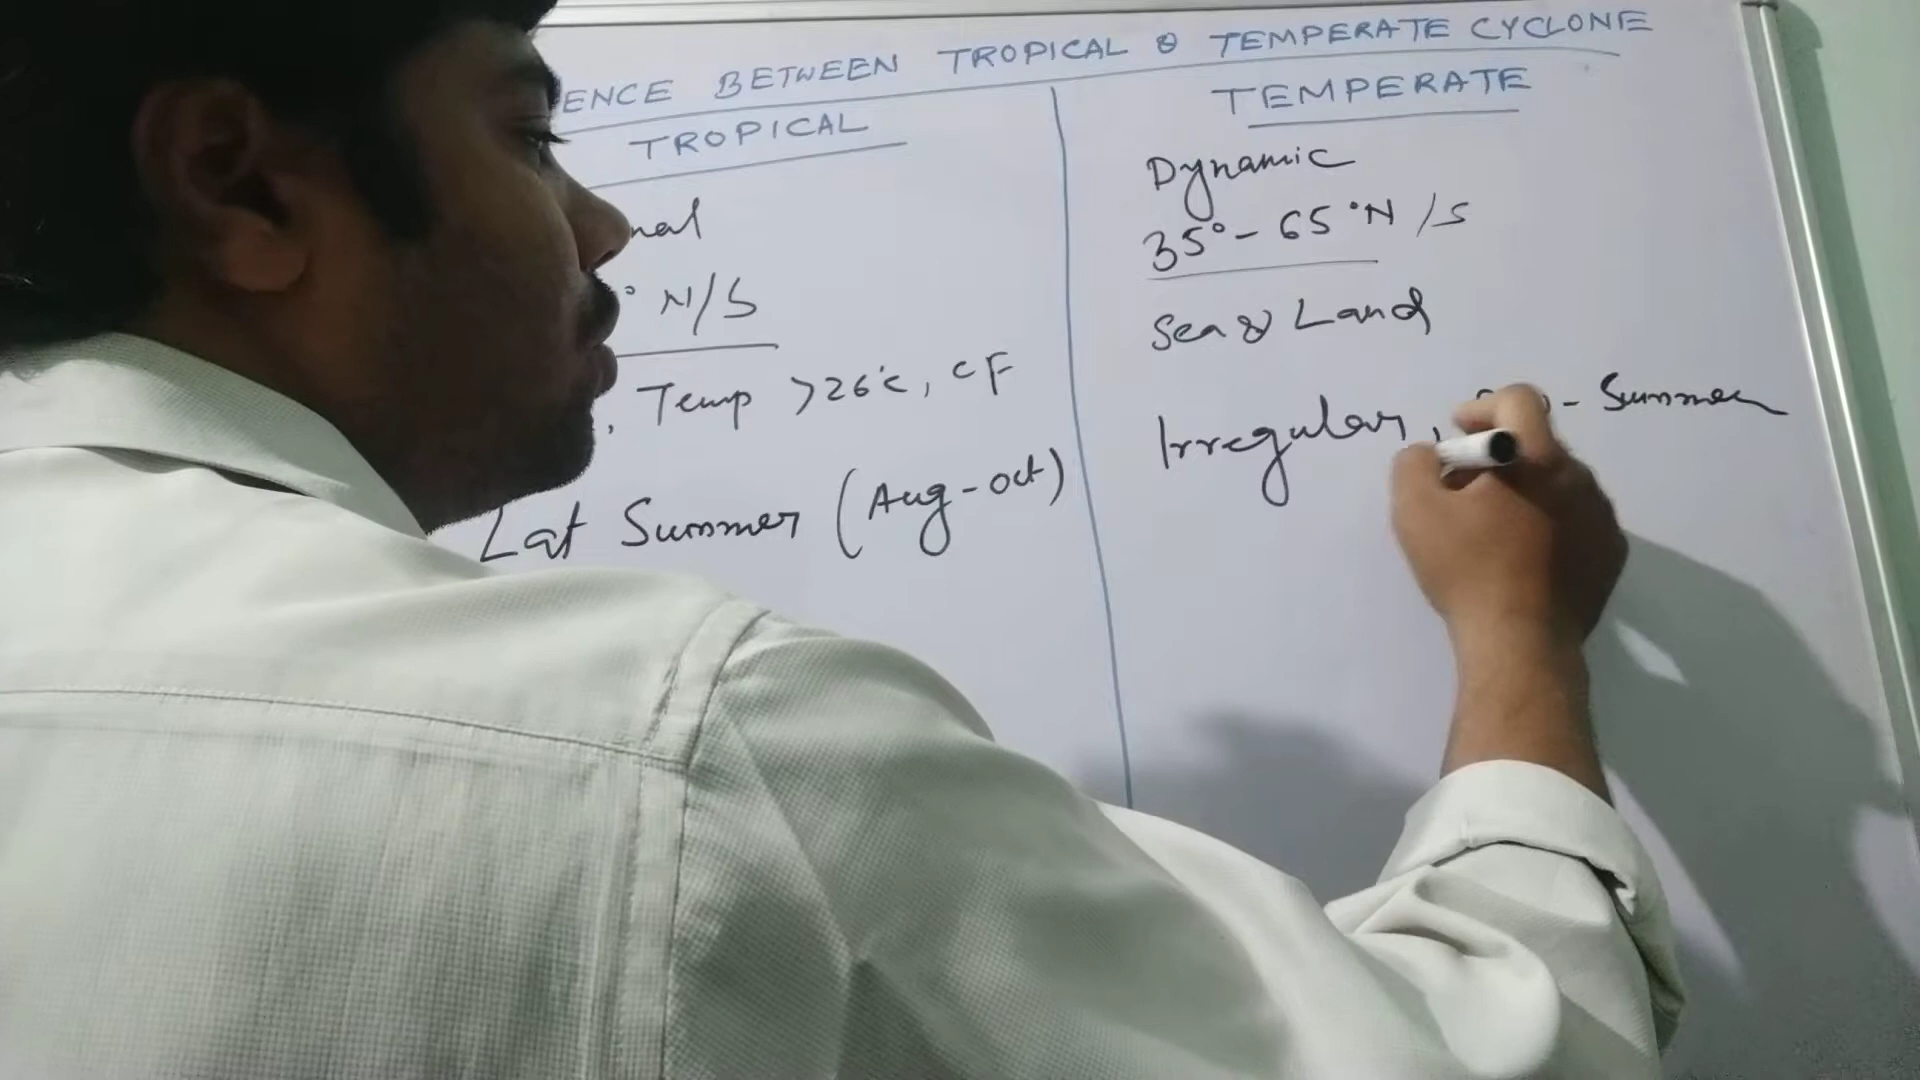 ENCE BETWEEN TROPICAL & TEMPERATE CYCLONE
TROPICAL
nal
° N/S
, Temp >26°c, CF
Lat Summer (Aug-Oct)
TEMPERATE
Dynamic
35°-65°N/S
Sea & Land
Irregular, - Summer